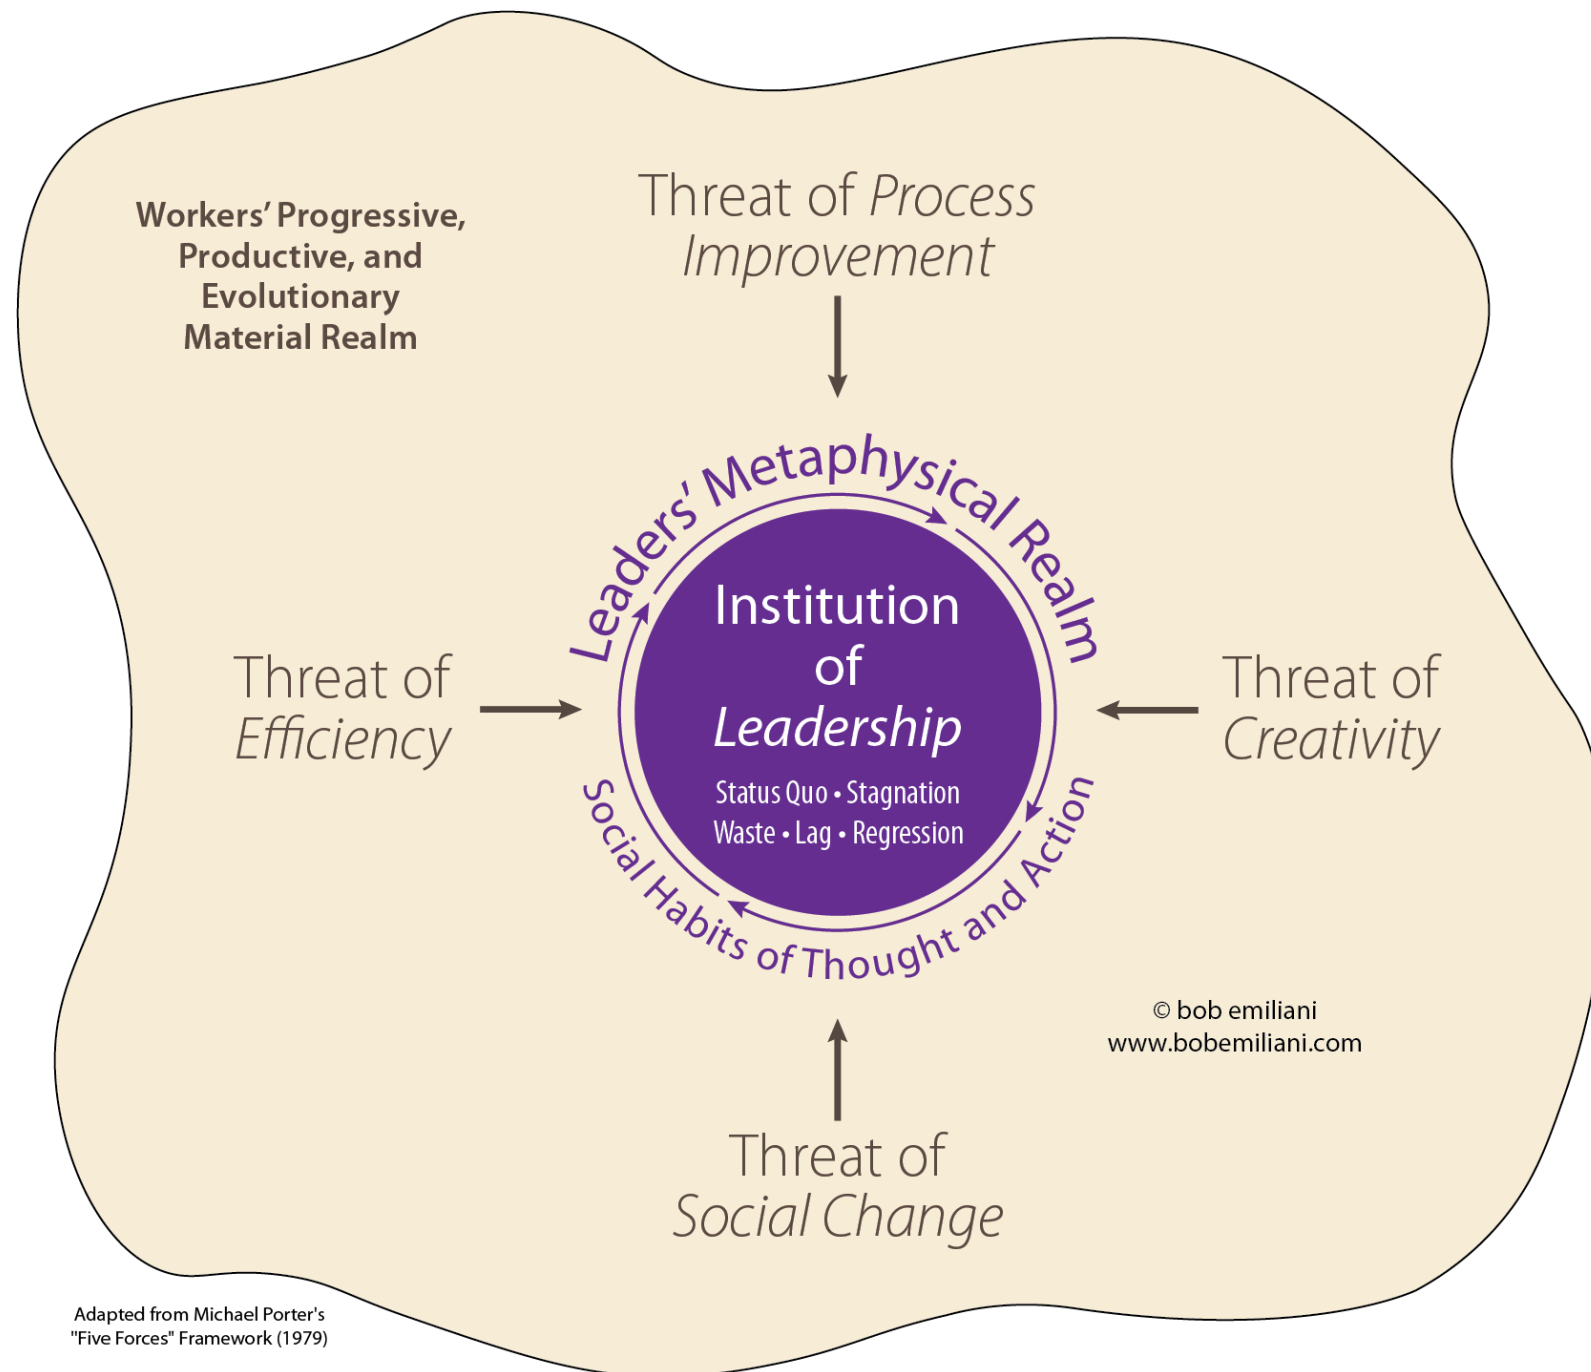 Workers' Progressive,
Productive, and
Evolutionary
Material Realm
Threat of Process
Improvement
Leaders' Metaphysical Realm
Institution
of
Leadership
Status Quo • Stagnation
Waste • Lag • Regression
Social Habits of Thought and Action
Threat of
Efficiency
Threat of
Creativity
Threat of
Social Change
© bob emiliani
www.bobemiliani.com
Adapted from Michael Porter's
"Five Forces" Framework (1979)